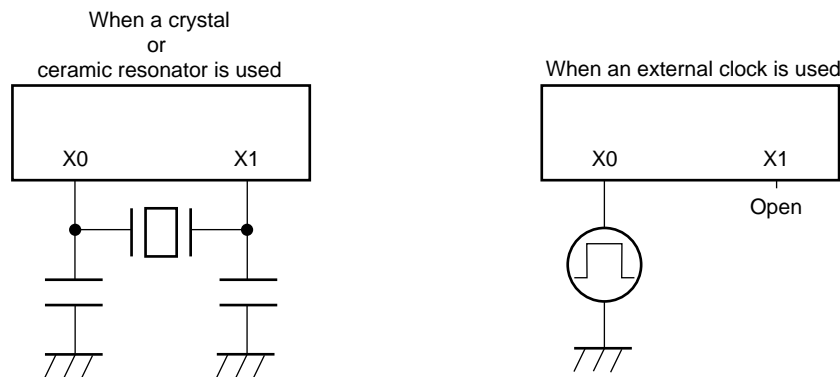 When a crystal
or
ceramic resonator is used
X0 X1
When an external clock is used
X0 X1
Open